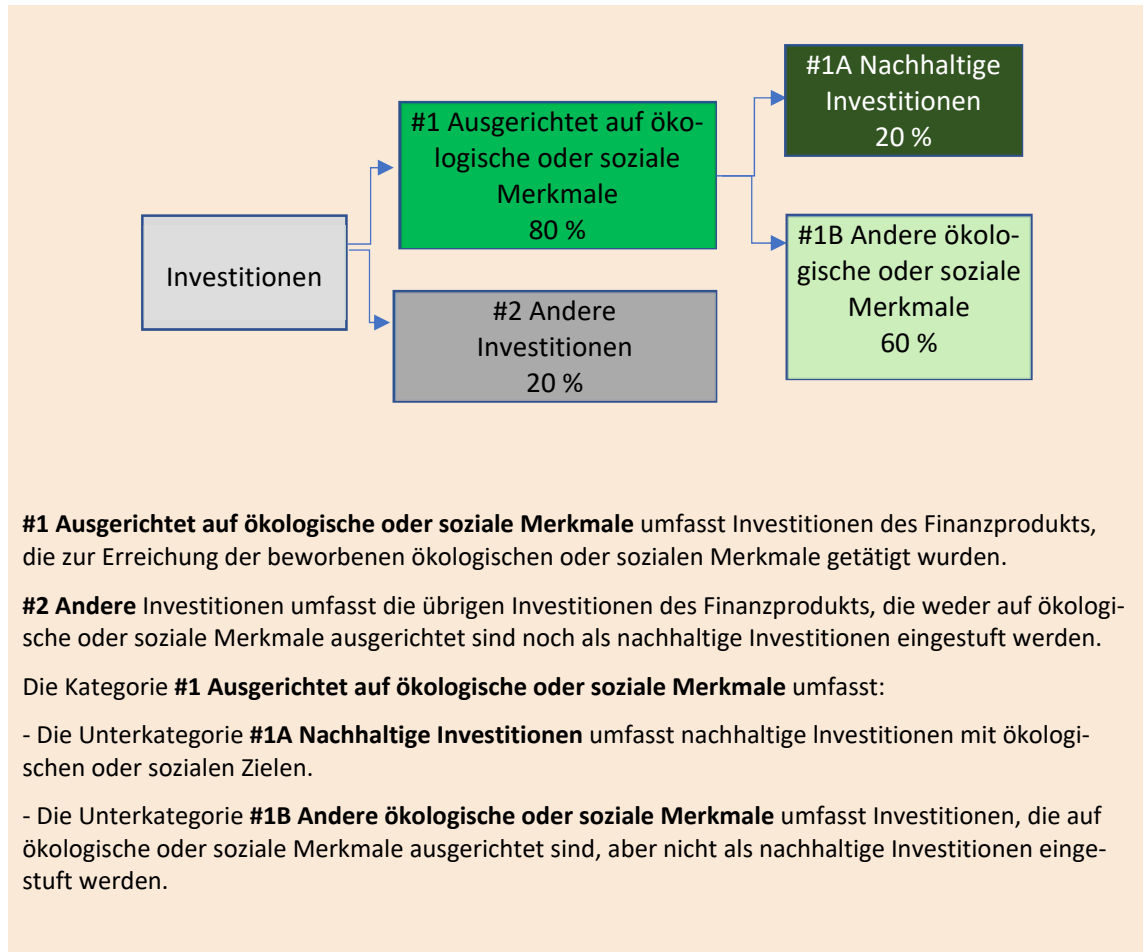 #1A Nachhaltige
Investitionen
20 %
#1 Ausgerichtet auf öko-
logische oder soziale
Merkmale
80 %
#1B Andere ökolo-
gische oder soziale
Merkmale
60 %
Investitionen
#2 Andere
Investitionen
20 %
#1 Ausgerichtet auf ökologische oder soziale Merkmale umfasst Investitionen des Finanzprodukts,
die zur Erreichung der beworbenen ökologischen oder sozialen Merkmale getätigt wurden.
#2 Andere Investitionen umfasst die übrigen Investitionen des Finanzprodukts, die weder auf ökologi-
sche oder soziale Merkmale ausgerichtet sind noch als nachhaltige Investitionen eingestuft werden.
Die Kategorie #1 Ausgerichtet auf ökologische oder soziale Merkmale umfasst:
- Die Unterkategorie #1A Nachhaltige Investitionen umfasst nachhaltige Investitionen mit ökologi-
schen oder sozialen Zielen.
- Die Unterkategorie #1B Andere ökologische oder soziale Merkmale umfasst Investitionen, die auf
ökologische oder soziale Merkmale ausgerichtet sind, aber nicht als nachhaltige Investitionen einge-
stuft werden.